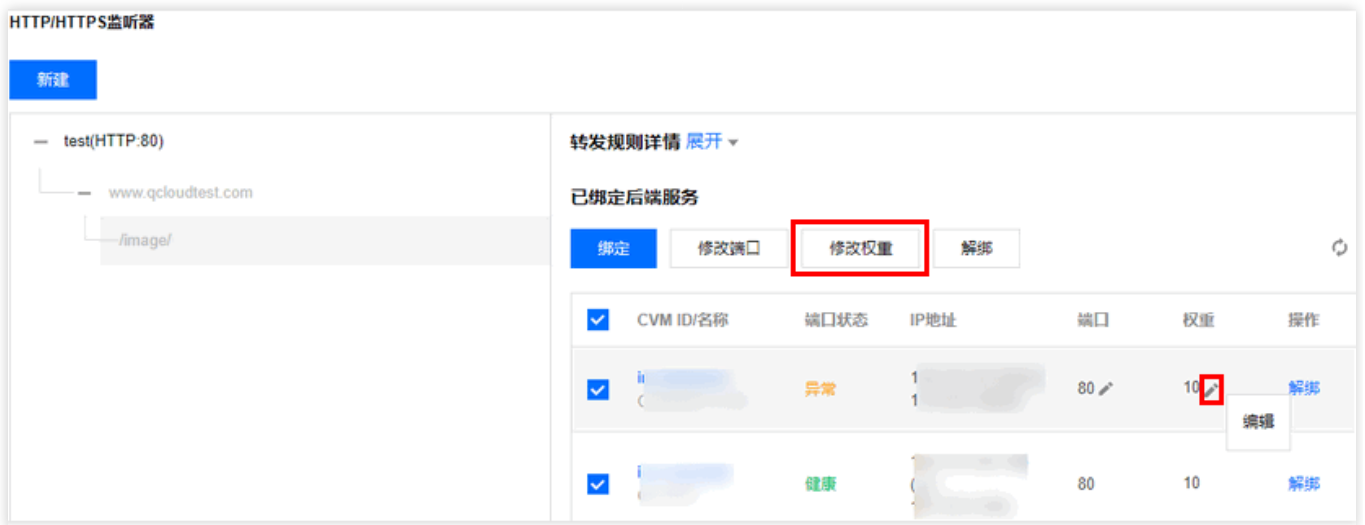 HTTP/HTTPS监听器
新建
test(HTTP:80)
www.qcloudtest.com
/image/
转发规则详情 展开
已绑定后端服务
绑定 修改端口 修改权重 解绑
CVM ID/名称 端口状态 IP地址 端口 权重 操作
异常 80 10 解绑
编辑
健康 80 10 解绑